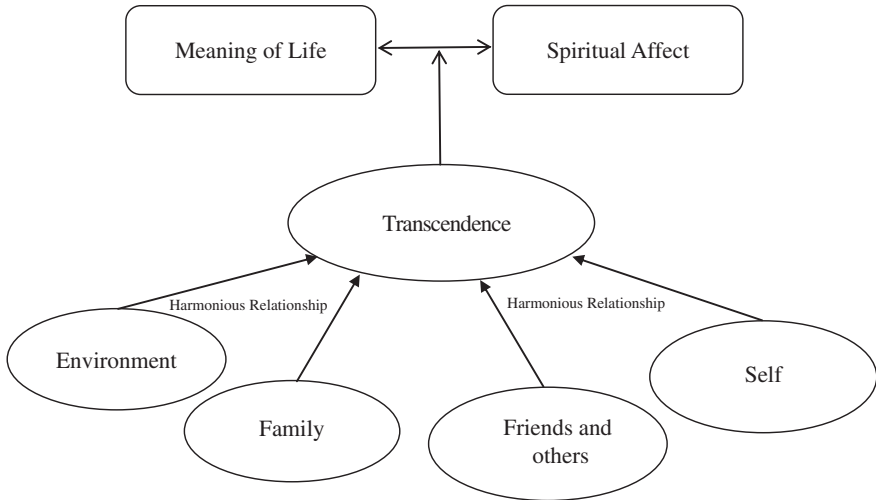 Meaning of Life
Spiritual Affect
Transcendence
Harmonious Relationship
Harmonious Relationship
Environment
Self
Family
Friends and
others